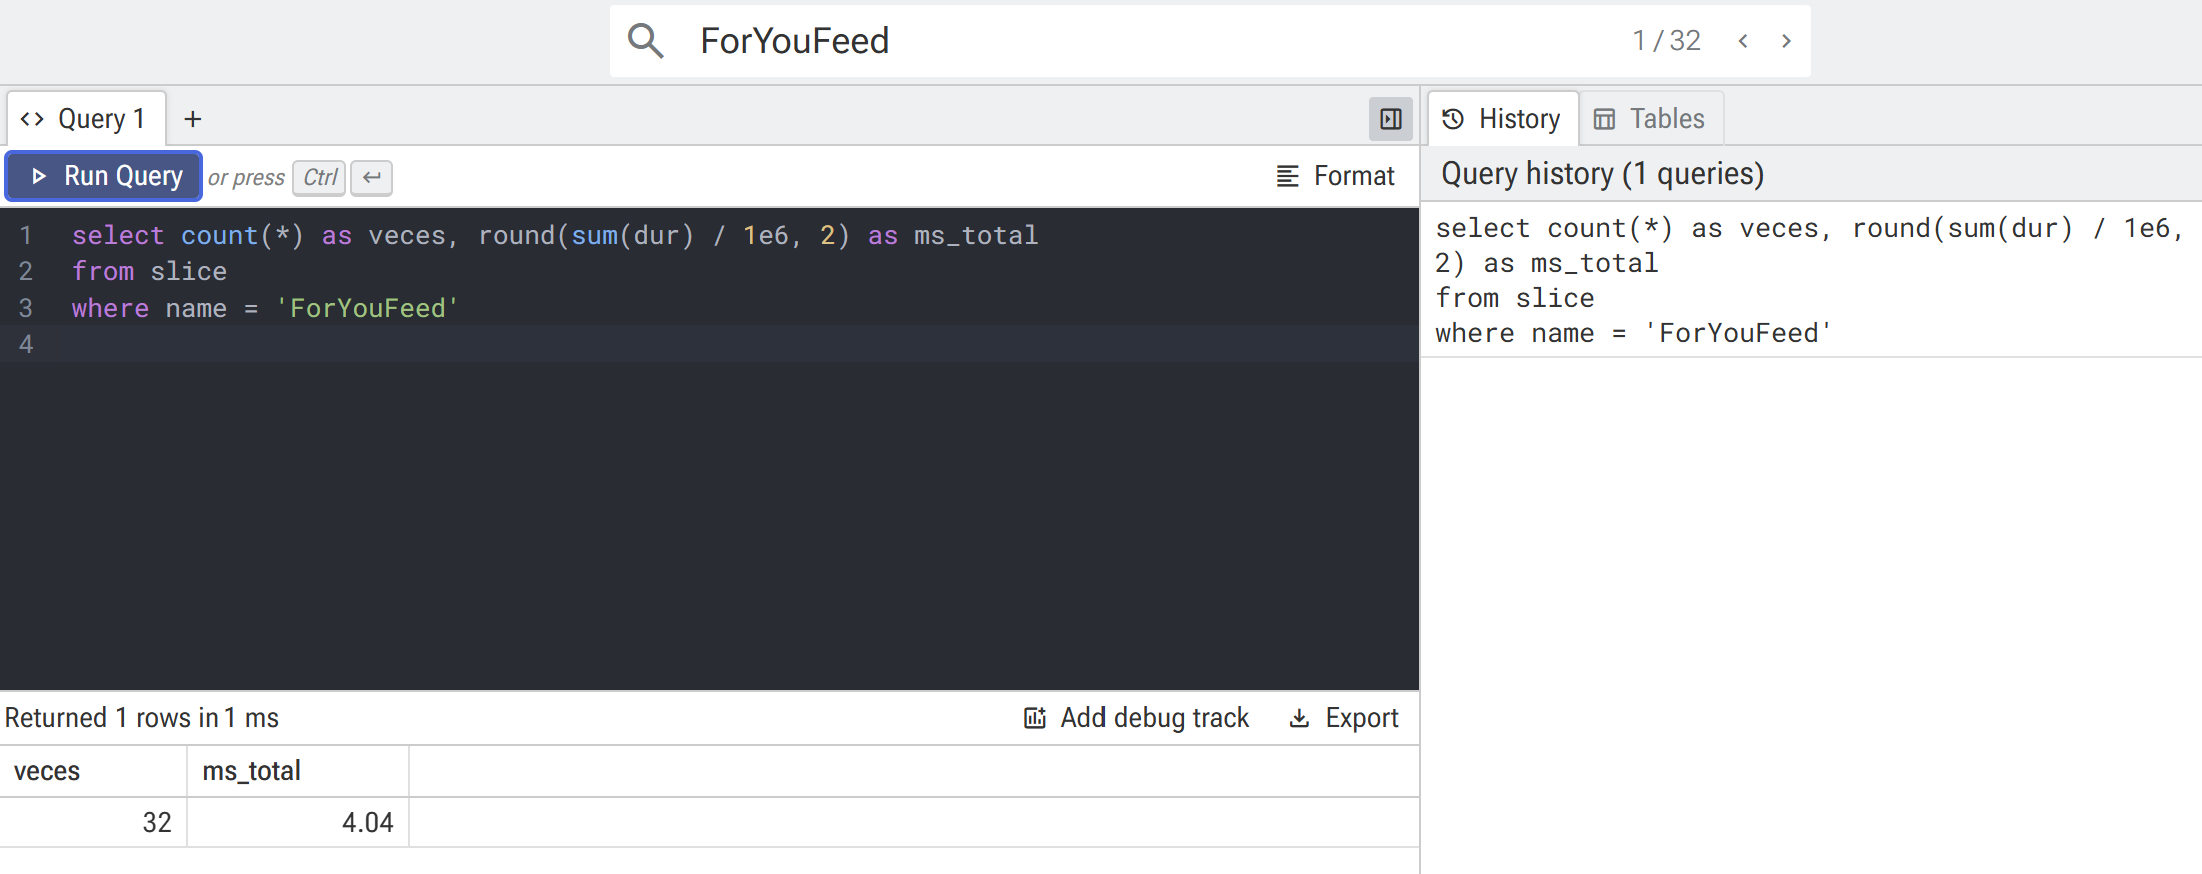 ForYouFeed
1 / 32
Query 1
Run Query or press Ctrl
Format
1 select count(*) as veces, round(sum(dur) / 1e6, 2) as ms_total
2 from slice
3 where name = 'ForYouFeed'
4
Returned 1 rows in 1 ms
Add debug track
Export
veces ms_total
32 4.04
History
Tables
Query history (1 queries)
select count(*) as veces, round(sum(dur) / 1e6,
2) as ms_total
from slice
where name = 'ForYouFeed'